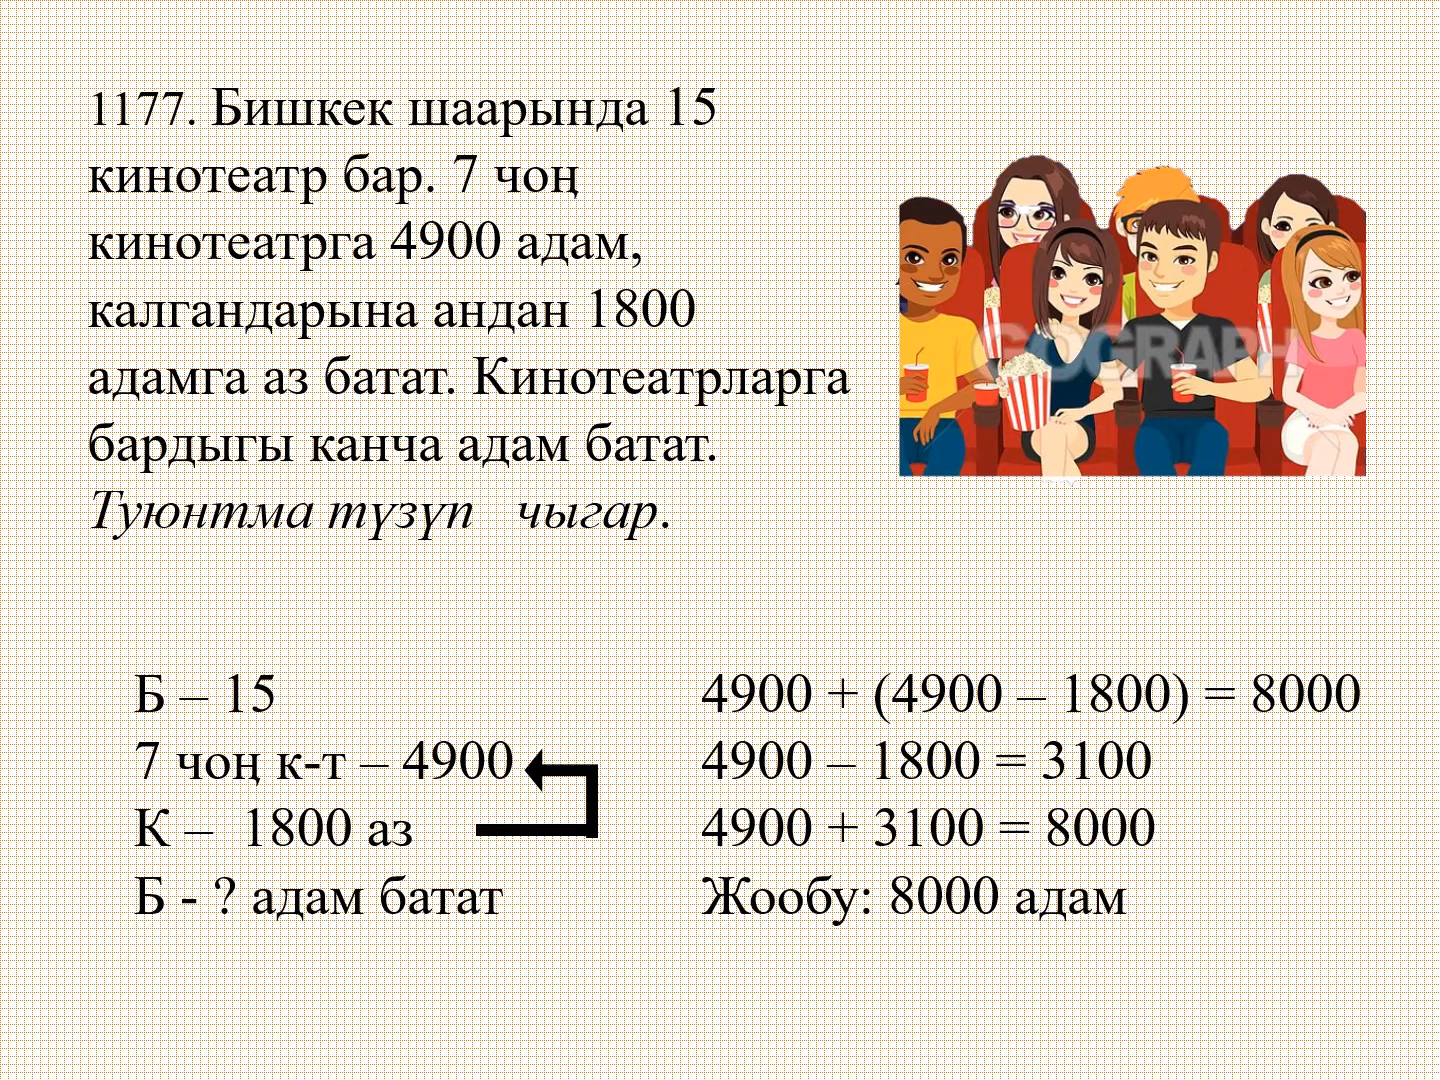 1177. Бишкек шаарында 15
кинотеатр бар. 7 чоң
кинотеатрга 4900 адам,
калгандарына андан 1800
адамга аз батат. Кинотеатрларга
бардыгы канча адам батат.
Туюнтма түзүп чыгар.
GOGRAPH
Б – 15
7 чоң к-т – 4900
К – 1800 аз
Б - ? адам батат
4900 + (4900 – 1800) = 8000
4900 – 1800 = 3100
4900 + 3100 = 8000
Жообу: 8000 адам